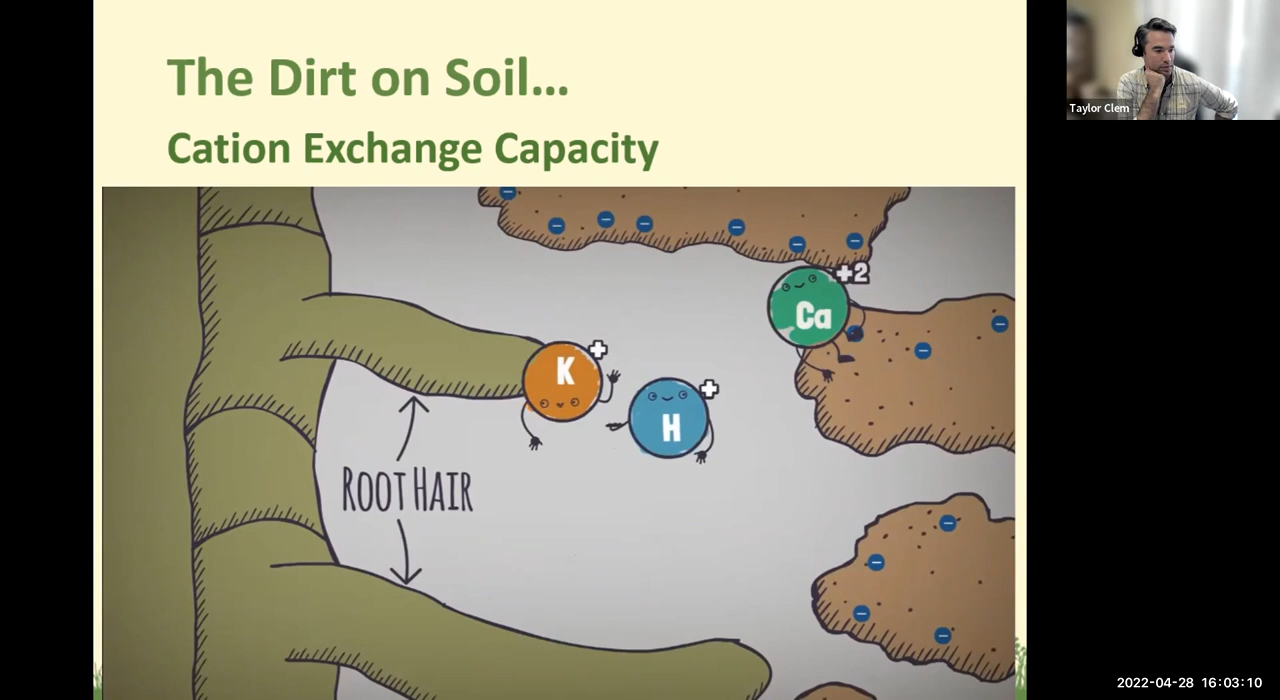 The Dirt on Soil...
Cation Exchange Capacity
Taylor Clem
+2
Ca
K
+
H
+
ROOT HAIR
2022-04-28 16:03:10